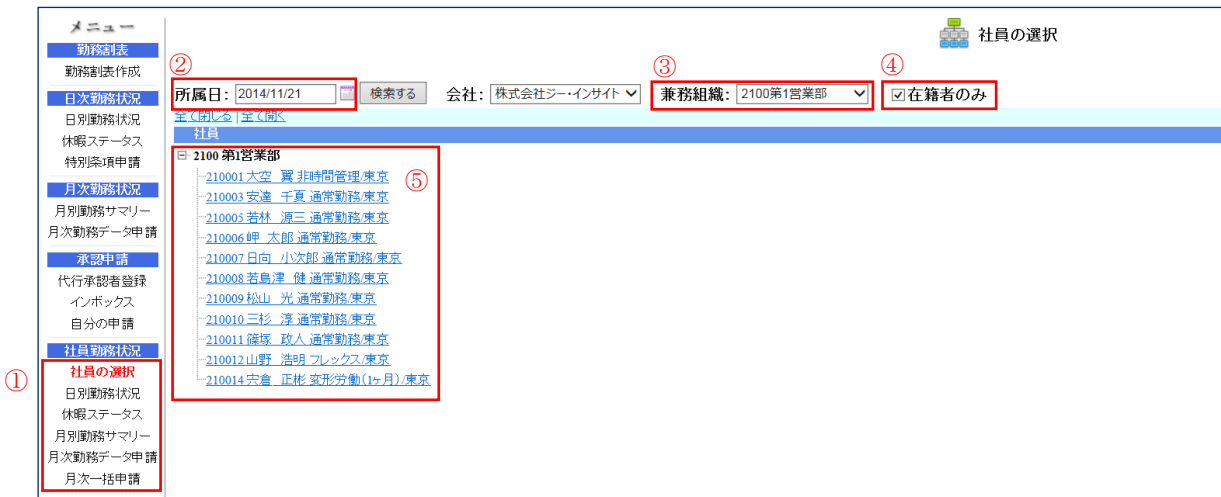 メニュー
勤務割表
勤務割表作成
日次勤務状況
日別勤務状況
休暇ステータス
特別条項申請
月次勤務状況
月別勤務サマリー
月次勤務データ申請
承認申請
代行承認者登録
インボックス
自分の申請
社員勤務状況
①
社員の選択
日別勤務状況
休暇ステータス
月別勤務サマリー
月次勤務データ申請
月次一括申請
社員の選択
② ③ ④
所属日: 2014/11/21 検索する 会社: 株式会社ジー・インサイト 兼務組織: 2100第1営業部 在籍者のみ
全て閉じる | 全て開く
社員
2100 第1営業部
⑤
210001 大空 翼 非時間管理/東京
210003 安達 千夏 通常勤務/東京
210005 若林 源三 通常勤務/東京
210006 岬 太郎 通常勤務/東京
210007 日向 小次郎 通常勤務/東京
210008 若島津 健 通常勤務/東京
210009 松山 光 通常勤務/東京
210010 三杉 淳 通常勤務/東京
210011 篠塚 政人 通常勤務/東京
210012 山野 浩明 フレックス/東京
210014 宍倉 正彬 変形労働(1ヶ月)/東京